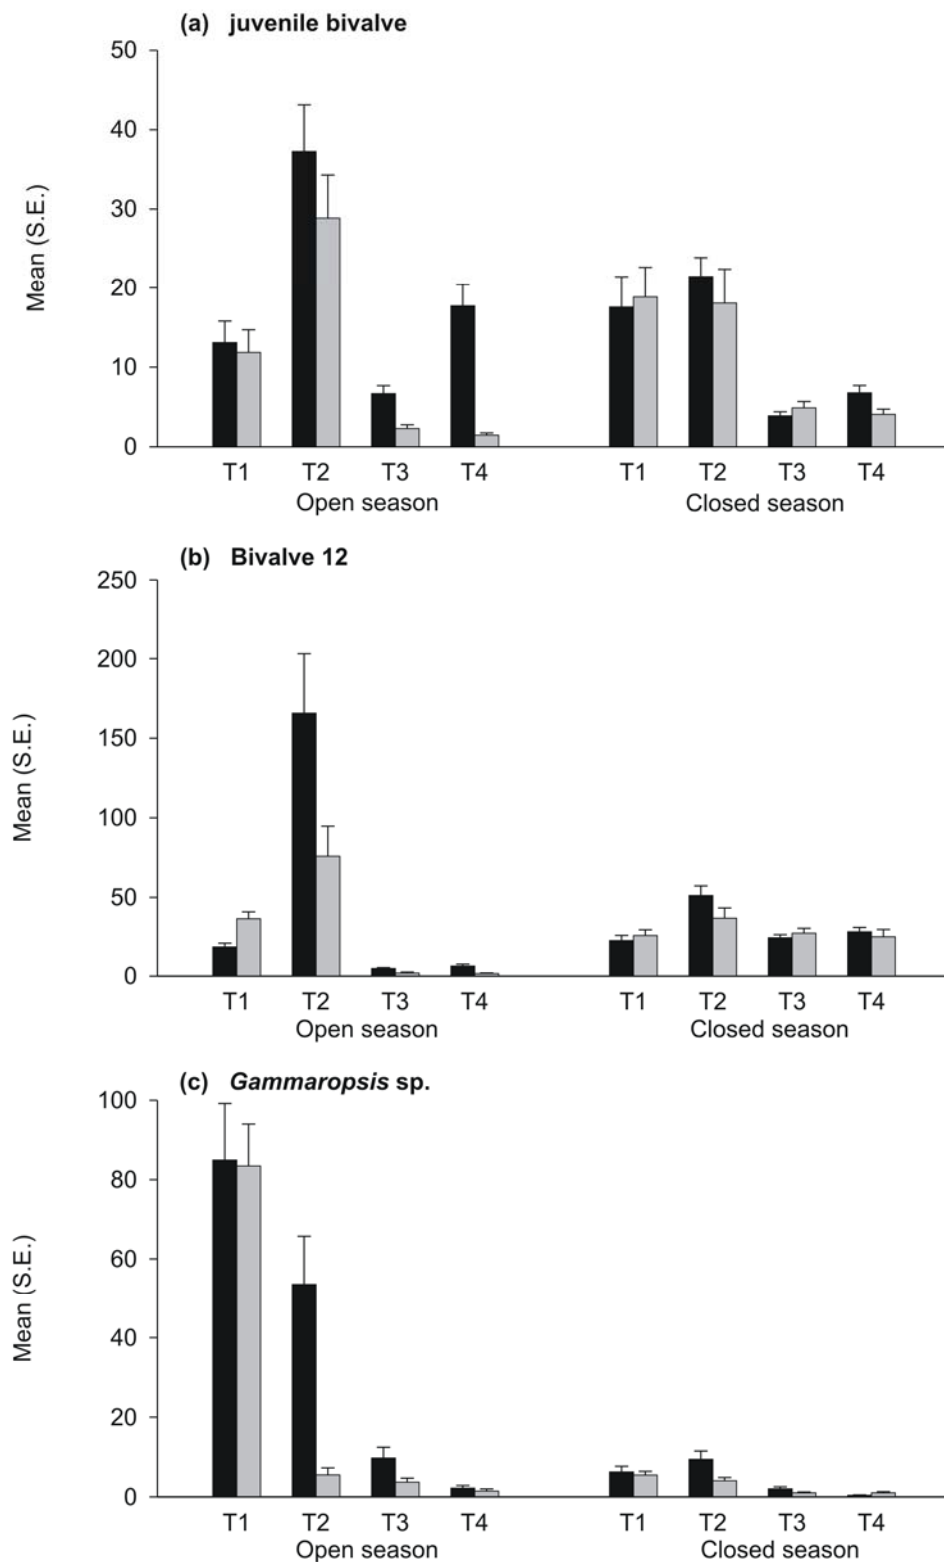 (a) juvenile bivalve
50
40
30
20
10
0
Mean (S.E.)
T1 T2 T3 T4 T1 T2 T3 T4
Open season Closed season
(b) Bivalve 12
250
200
150
100
50
0
Mean (S.E.)
T1 T2 T3 T4 T1 T2 T3 T4
Open season Closed season
(c) Gammaropsis sp.
100
80
60
40
20
0
Mean (S.E.)
T1 T2 T3 T4 T1 T2 T3 T4
Open season Closed season